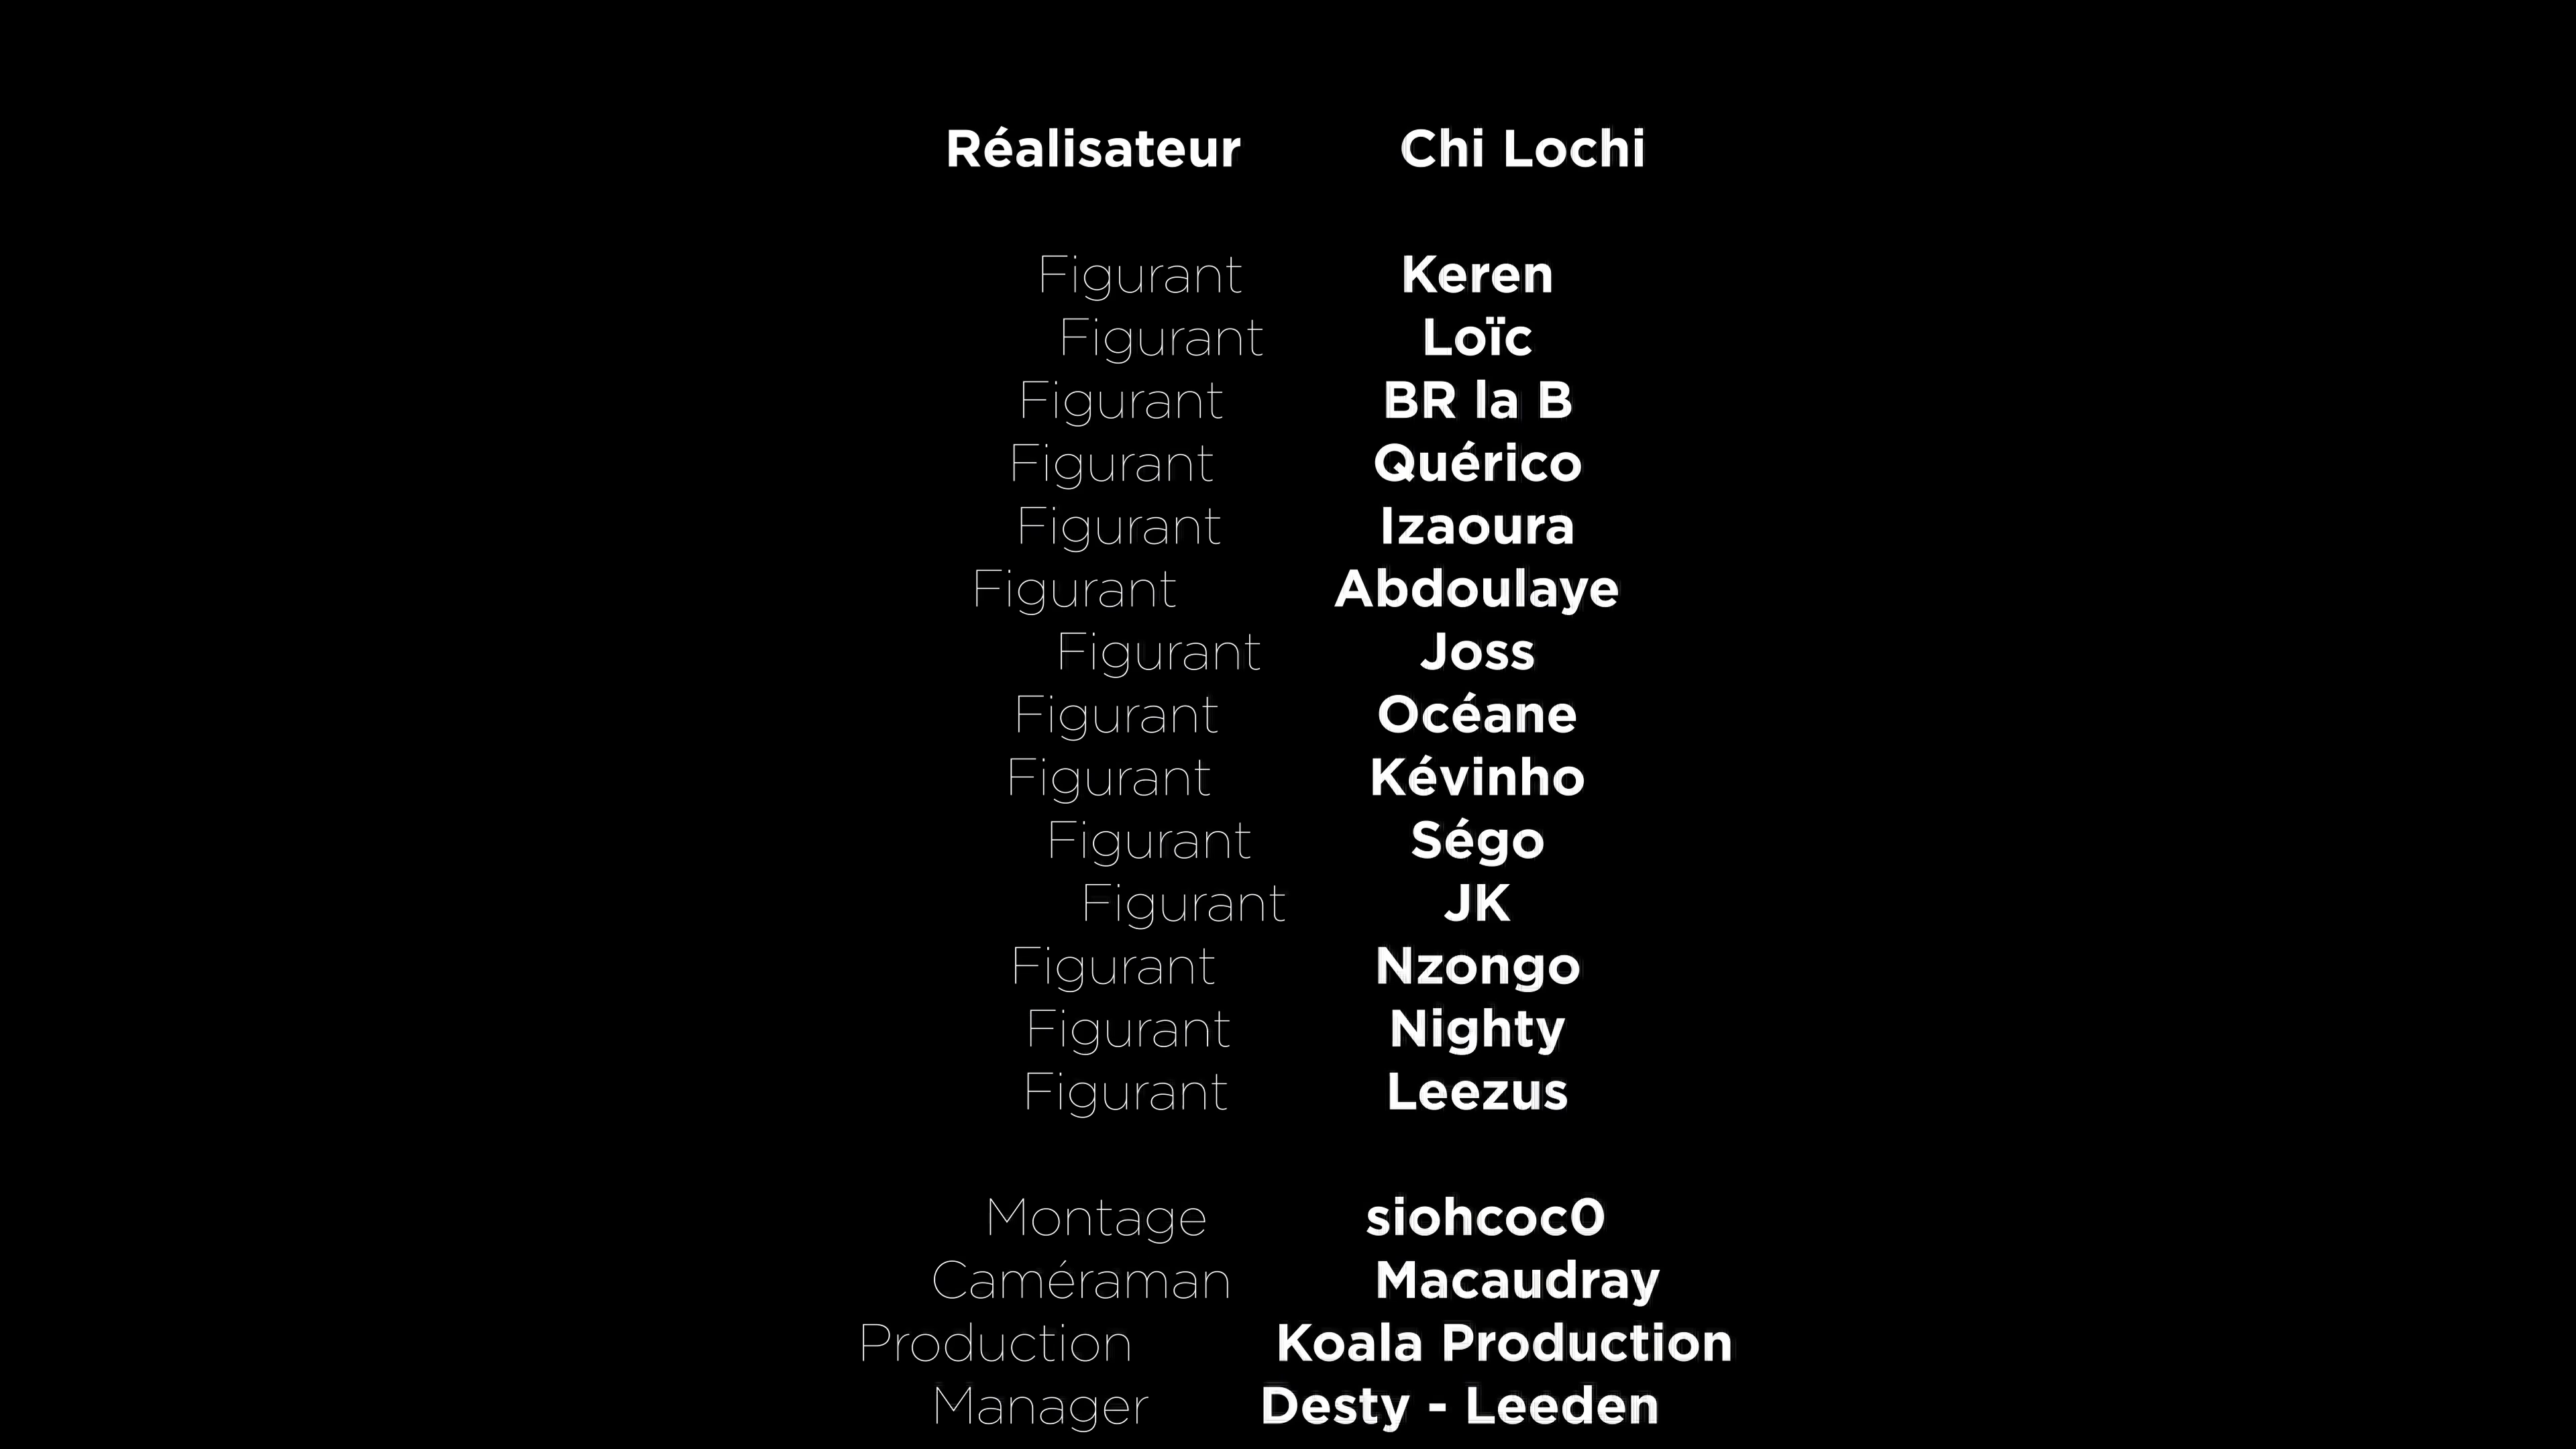 Réalisateur Chi Lochi
Figurant Keren
Figurant Loïc
Figurant BR la B
Figurant Quérico
Figurant Izaoura
Figurant Abdoulaye
Figurant Joss
Figurant Océane
Figurant Kévinho
Figurant Ségo
Figurant JK
Figurant Nzongo
Figurant Nighty
Figurant Leezus
Montage siohcoc0
Caméraman Macaudray
Production Koala Production
Manager Desty - Leeden